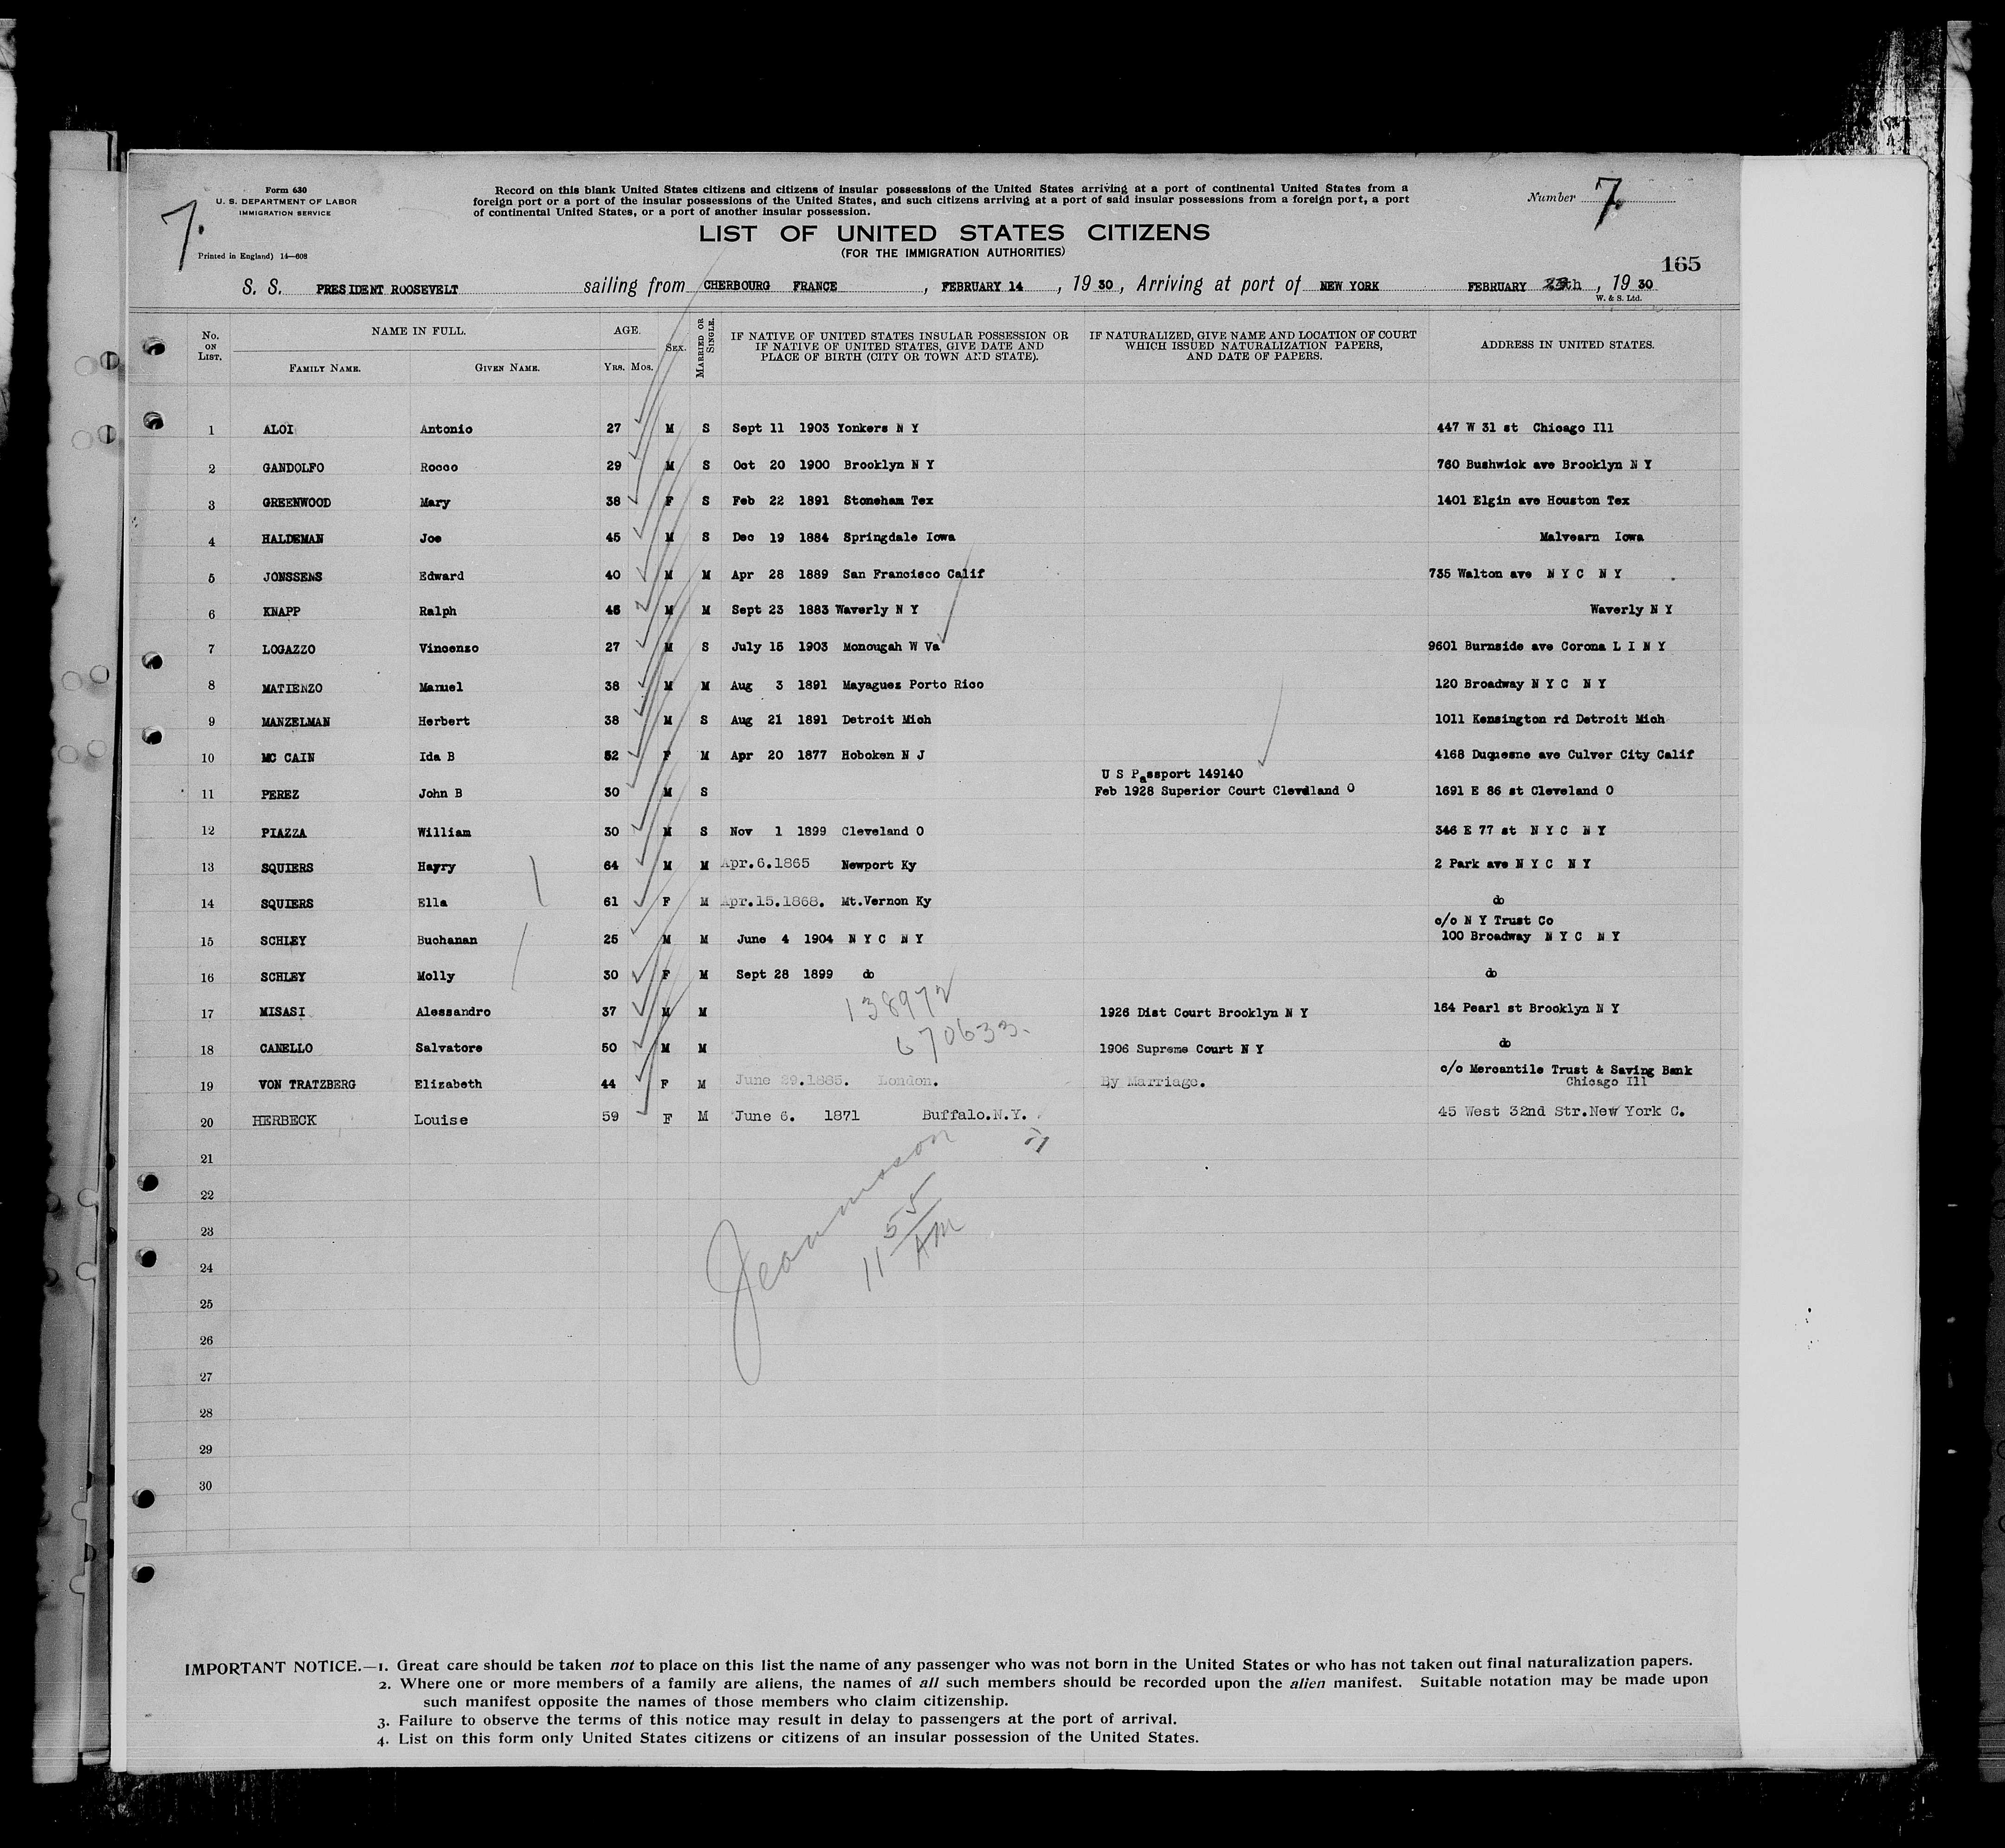 Form 630
U. S. DEPARTMENT OF LABOR
IMMIGRATION SERVICE
Printed in England) 14—608
7.
Record on this blank United States citizens and citizens of insular possessions of the United States arriving at a port of continental United States from a
foreign port or a port of the insular possessions of the United States, and such citizens arriving at a port of said insular possessions from a foreign port, a port
of continental United States, or a port of another insular possession.
Number 7
LIST OF UNITED STATES CITIZENS
(FOR THE IMMIGRATION AUTHORITIES)
165
S. S. PRESIDENT ROOSEVELT sailing from CHERBOURG FRANCE , FEBRUARY 14 , 19 30 , Arriving at port of NEW YORK FEBRUARY , 19 30
W. & S. Ltd.
No. ON LIST. NAME IN FULL. FAMILY NAME. GIVEN NAME. AGE. YRS. MOS. SEX. MARRIED OR SINGLE.
IF NATIVE OF UNITED STATES INSULAR POSSESSION OR
IF NATIVE OF UNITED STATES, GIVE DATE AND
PLACE OF BIRTH (CITY OR TOWN AND STATE).
IF NATURALIZED, GIVE NAME AND LOCATION OF COURT
WHICH ISSUED NATURALIZATION PAPERS,
AND DATE OF PAPERS.
ADDRESS IN UNITED STATES.
1 ALOI Antonio 27 M S Sept 11 1903 Yonkers N Y 447 W 31 st Chicago Ill
2 GANDOLFO Rocco 29 M S Oct 20 1900 Brooklyn N Y 760 Bushwick ave Brooklyn N Y
3 GREENWOOD Mary 38 F S Feb 22 1891 Stoneham Tex 1401 Elgin ave Houston Tex
4 HALDEMAN Joe 45 M S Dec 19 1884 Springdale Iowa Malvearn Iowa
5 JONSSENS Edward 40 M M Apr 28 1889 San Francisco Calif 735 Walton ave N Y C N Y
6 KNAPP Ralph 46 M M Sept 23 1883 Waverly N Y Waverly N Y
7 LOGAZZO Vincenzo 27 M S July 15 1903 Monougah W Va 9601 Burnside ave Corona L I N Y
8 MATIENZO Manuel 38 M M Aug 3 1891 Mayaguez Porto Rico 120 Broadway N Y C N Y
9 MANZELMAN Herbert 38 M S Aug 21 1891 Detroit Mich 1011 Kensington rd Detroit Mich
10 MC CAIN Ida B 52 F M Apr 20 1877 Hoboken N J 4168 Duquesne ave Culver City Calif
U S Passport 149140
11 PEREZ John B 30 M S Feb 1928 Superior Court Clevdland O 1691 E 86 st Cleveland O
12 PIAZZA William 30 M S Nov 1 1899 Cleveland O 346 E 77 st N Y C N Y
13 SQUIERS Harry 64 M M Apr.6.1865 Newport Ky 2 Park ave N Y C N Y
14 SQUIERS Ella 61 F M Apr.15.1868. Mt.Vernon Ky do
c/o N Y Trust Co
15 SCHLEY Buchanan 25 M M June 4 1904 N Y C N Y 100 Broadway N Y C N Y
16 SCHLEY Molly 30 F M Sept 28 1899 do do
138972
17 MISASI Alessandro 37 M M 1926 Dist Court Brooklyn N Y 154 Pearl st Brooklyn N Y
670633
18 CANELLO Salvatore 50 M M 1906 Supreme Court N Y do
c/o Mercantile Trust & Saving Bank
19 VON TRATZBERG Elizabeth 44 F M June 29.1885. London. By Marriage. Chicago Ill
20 HERBECK Louise 59 F M June 6. 1871 Buffalo.N.Y. 45 West 32nd Str.New York C.
21
22
23
24
25
26
27
28
29
30
11 55 AM
IMPORTANT NOTICE.—1. Great care should be taken not to place on this list the name of any passenger who was not born in the United States or who has not taken out final naturalization papers.
2. Where one or more members of a family are aliens, the names of all such members should be recorded upon the alien manifest. Suitable notation may be made upon
such manifest opposite the names of those members who claim citizenship.
3. Failure to observe the terms of this notice may result in delay to passengers at the port of arrival.
4. List on this form only United States citizens or citizens of an insular possession of the United States.